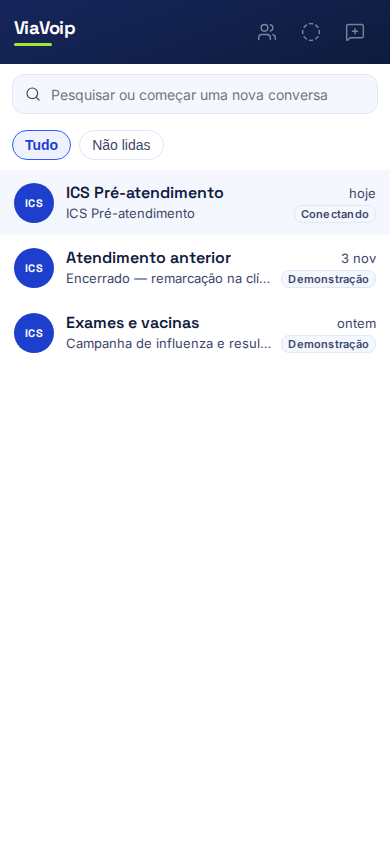 ViaVoip
Pesquisar ou começar uma nova conversa
Tudo
Não lidas
ICS
ICS Pré-atendimento
hoje
ICS Pré-atendimento
Conectando
ICS
Atendimento anterior
3 nov
Encerrado — remarcação na clí...
Demonstração
ICS
Exames e vacinas
ontem
Campanha de influenza e resul...
Demonstração